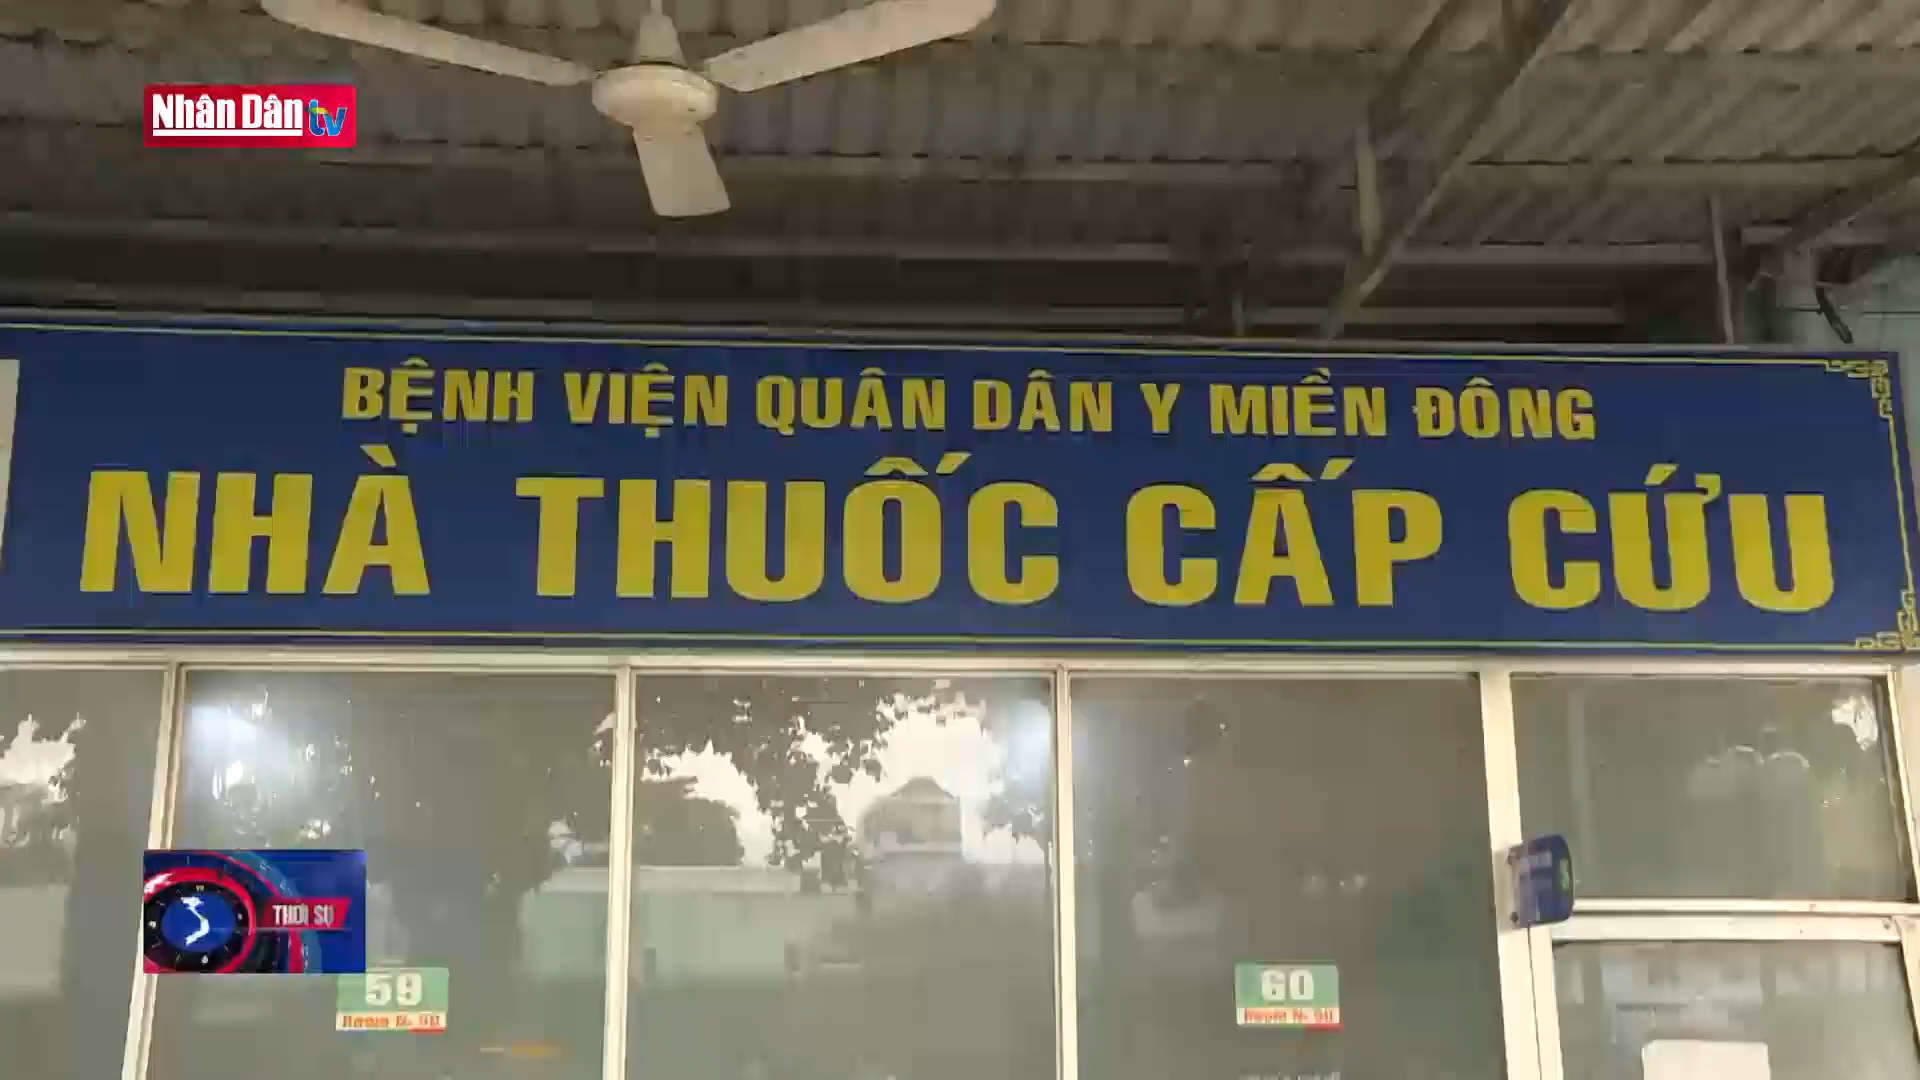 Nhân Dân tv
BỆNH VIỆN QUÂN DÂN Y MIỀN ĐÔNG
NHÀ THUỐC CẤP CỨU
THỜI SỰ
59
60